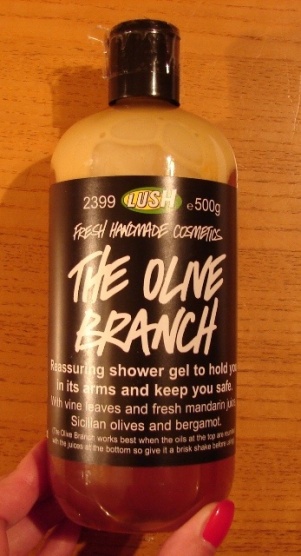 2399 LUSH e500g
FRESH HANDMADE COSMETICS
THE OLIVE
BRANCH
Reassuring shower gel to hold you
in its arms and keep you safe.
With vine leaves and fresh mandarin juice,
Sicilian olives and bergamot.
(The Olive Branch works best when the oils at the top are
with the juices at the bottom so give it a brisk shake before